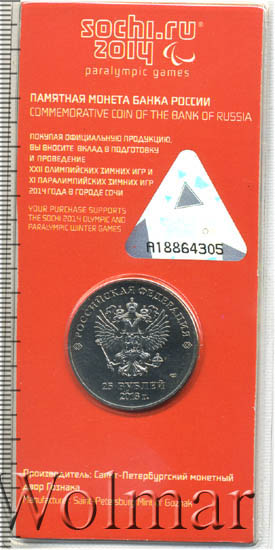 sochi.ru
2014
paralympic games
ПАМЯТНАЯ МОНЕТА БАНКА РОССИИ
COMMEMORATIVE COIN OF THE BANK OF RUSSIA
ПОКУПАЯ ОФИЦИАЛЬНУЮ ПРОДУКЦИЮ,
ВЫ ВНОСИТЕ ВКЛАД В ПОДГОТОВКУ
И ПРОВЕДЕНИЕ
XXII ОЛИМПИЙСКИХ ЗИМНИХ ИГР И
XI ПАРАЛИМПИЙСКИХ ЗИМНИХ ИГР
2014 ГОДА В ГОРОДЕ СОЧИ
YOUR PURCHASE SUPPORTS
THE SOCHI 2014 OLYMPIC AND
PARALYMPIC WINTER GAMES
A18864305
РОССИЙСКАЯ ФЕДЕРАЦИЯ
25 РУБЛЕЙ
2013 г.
Производитель: Санкт-Петербургский монетный
двор Гознака
Manufacturer: Saint-Petersburg Mint of Goznak
Wolmar